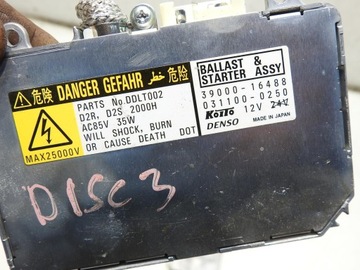 ⚠ 危険 DANGER GEFAHR خطر 危险
PARTS No.DDLT002
D2R, D2S 2000H
AC85V 35W
WILL SHOCK, BURN
OR CAUSE DEATH DOT
MAX25000V
BALLAST &
STARTER ASSY
39000-16488
031100-0250
KOITO 12V
DENSO MADE IN JAPAN
DISC 3